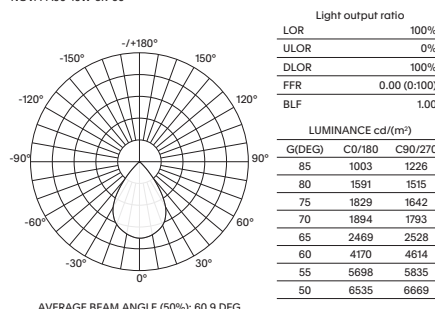 Light output ratio
LOR 100%
ULOR 0%
DLOR 100%
FFR 0.00 (0:100)
BLF 1.00
-/+180°
-150° 150°
-120° 120°
-90° 90°
-60° 60°
-30° 30°
0°
AVERAGE BEAM ANGLE (50%): 60.9 DEG
LUMINANCE cd/(m²)
G(DEG) C0/180 C90/270
85 1003 1226
80 1591 1515
75 1829 1642
70 1894 1793
65 2469 2528
60 4170 4614
55 5698 5835
50 6535 6669